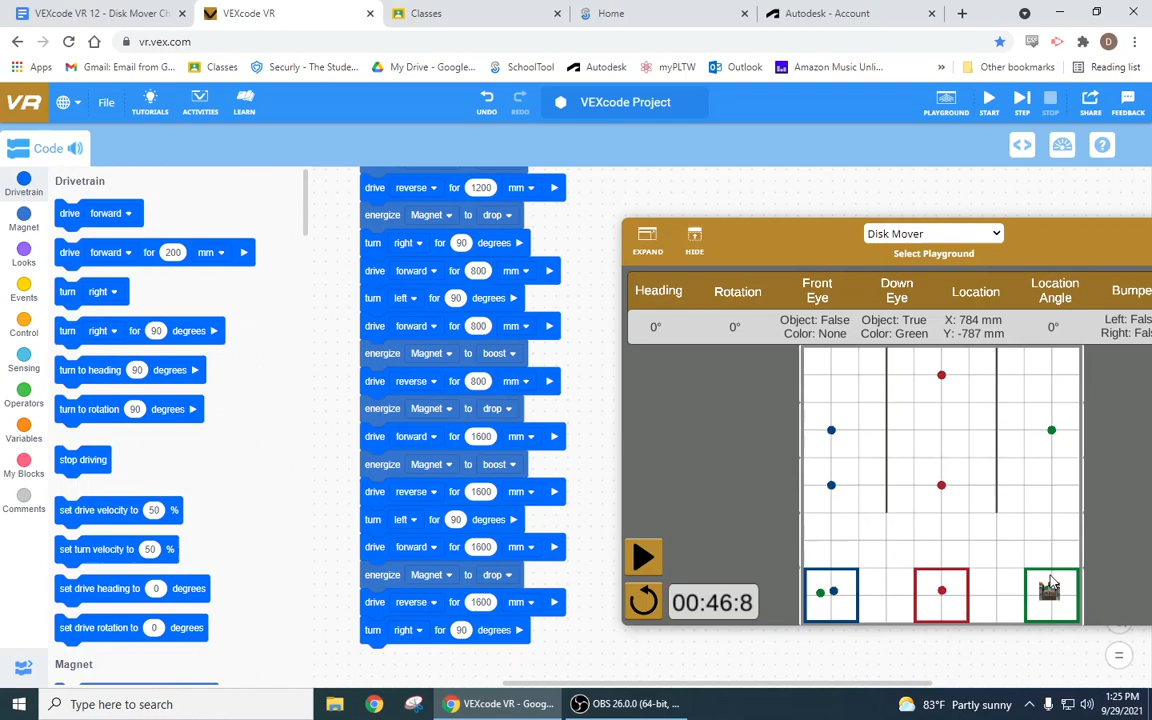 VEXcode VR 12 - Disk Mover Ch
VEXcode VR
Classes
Home
Autodesk - Account
vr.vex.com
D
Apps
Gmail: Email from G...
Classes
Securly - The Stude...
My Drive - Google...
SchoolTool
Autodesk
myPLTW
Outlook
Amazon Music Unli...
»
Other bookmarks
Reading list
VR
File
TUTORIALS
ACTIVITIES
LEARN
UNDO
REDO
VEXcode Project
PLAYGROUND
START
STEP
STOP
SHARE
FEEDBACK
Code
Drivetrain
Magnet
Looks
Events
Control
Sensing
Operators
Variables
My Blocks
Comments
Drivetrain
drive forward
drive forward for 200 mm
turn right
turn right for 90 degrees
turn to heading 90 degrees
turn to rotation 90 degrees
stop driving
set drive velocity to 50 %
set turn velocity to 50 %
set drive heading to 0 degrees
set drive rotation to 0 degrees
Magnet
drive reverse for 1200 mm
energize Magnet to drop
turn right for 90 degrees
drive forward for 800 mm
turn left for 90 degrees
drive forward for 800 mm
energize Magnet to boost
drive reverse for 800 mm
energize Magnet to drop
drive forward for 1600 mm
energize Magnet to boost
drive reverse for 1600 mm
turn left for 90 degrees
drive forward for 1600 mm
energize Magnet to drop
drive reverse for 1600 mm
turn right for 90 degrees
EXPAND
HIDE
Disk Mover
Select Playground
Heading
Rotation
Front Eye
Down Eye
Location
Location Angle
Bumpe
0°
0°
Object: False
Color: None
Object: True
Color: Green
X: 784 mm
Y: -787 mm
0°
Left: Fals
Right: Fals
00:46:8
=
Type here to search
VEXcode VR - Goog...
OBS 26.0.0 (64-bit, ...
83°F Partly sunny
1:25 PM
9/29/2021